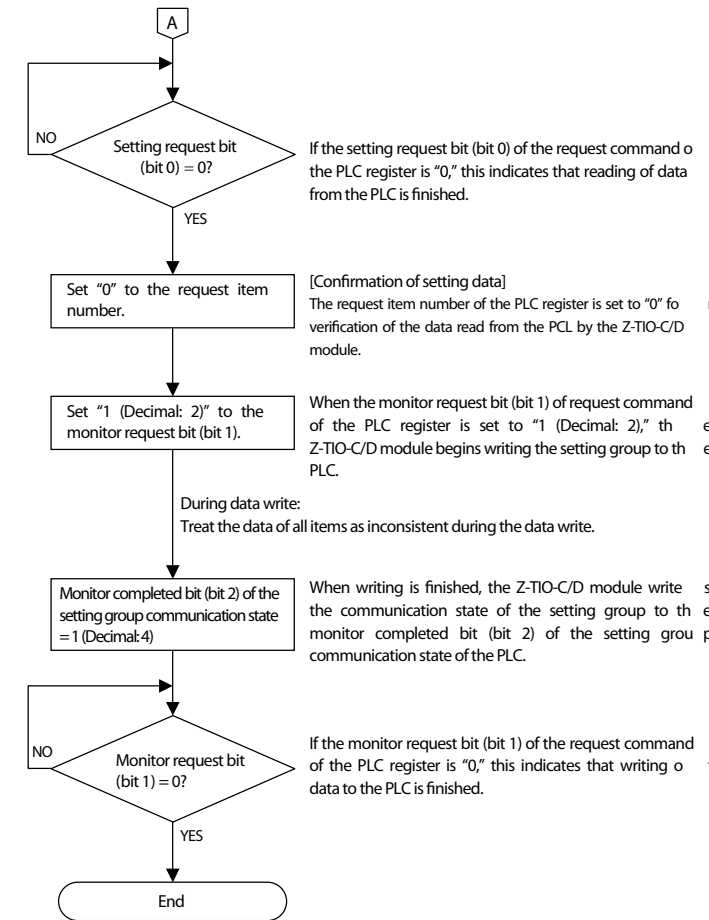 A
NO
Setting request bit
(bit 0) = 0?
If the setting request bit (bit 0) of the request command o
the PLC register is “0,” this indicates that reading of data
from the PLC is finished.
YES
Set “0” to the request item
number.
[Confirmation of setting data]
The request item number of the PLC register is set to “0” fo r
verification of the data read from the PCL by the Z-TIO-C/D
module.
Set “1 (Decimal: 2)” to the
monitor request bit (bit 1).
When the monitor request bit (bit 1) of request command
of the PLC register is set to “1 (Decimal: 2),” th e
Z-TIO-C/D module begins writing the setting group to th e
PLC.
During data write:
Treat the data of all items as inconsistent during the data write.
Monitor completed bit (bit 2) of the
setting group communication state
= 1 (Decimal: 4)
When writing is finished, the Z-TIO-C/D module write s
the communication state of the setting group to th e
monitor completed bit (bit 2) of the setting grou p
communication state of the PLC.
NO
Monitor request bit
(bit 1) = 0?
If the monitor request bit (bit 1) of the request command
of the PLC register is “0,” this indicates that writing o
data to the PLC is finished.
YES
End